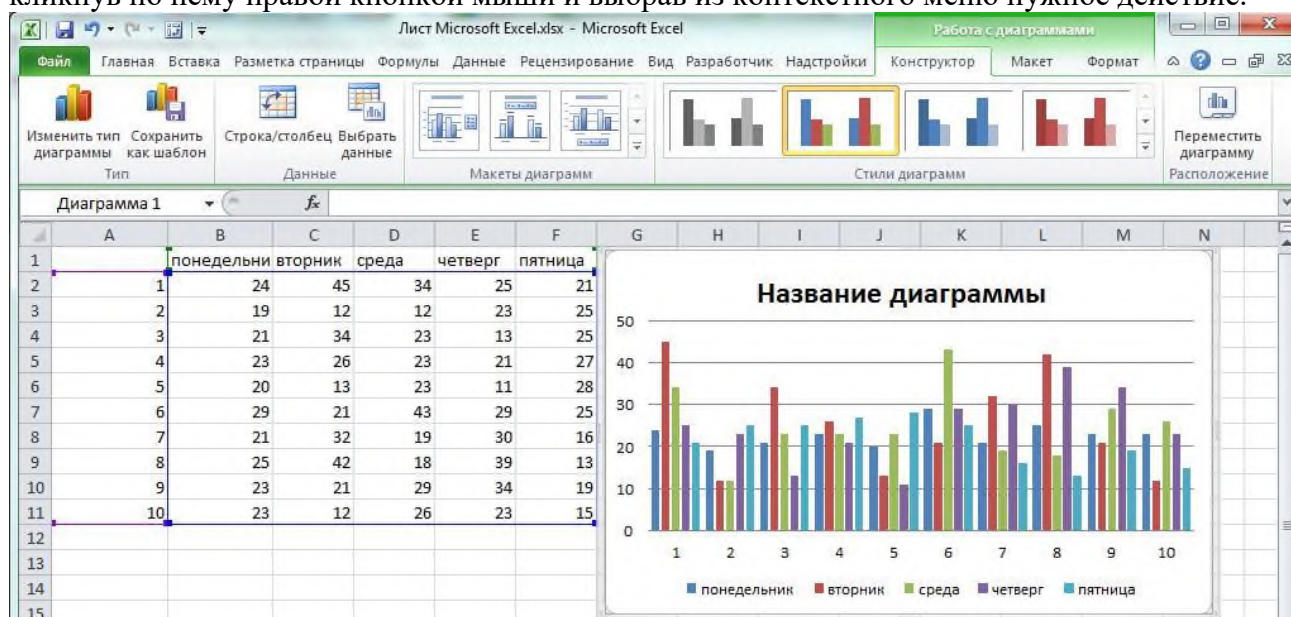 кликнув по нему правой кнопкой мыши и выбрав из контекстного меню нужное действие.
Лист Microsoft Excel.xlsx - Microsoft Excel
Работа с диаграммами
Файл Главная Вставка Разметка страницы Формулы Данные Рецензирование Вид Разработчик Надстройки Конструктор Макет Формат
Изменить тип диаграммы
Сохранить как шаблон
Строка/столбец
Выбрать данные
Переместить диаграмму
Тип Данные Макеты диаграмм Стили диаграмм Расположение
Диаграмма 1 fx
A B C D E F G H I J K L M N
1 понедельни вторник среда четверг пятница
2 1 24 45 34 25 21
3 2 19 12 12 23 25
4 3 21 34 23 13 25
5 4 23 26 23 21 27
6 5 20 13 23 11 28
7 6 29 21 43 29 25
8 7 21 32 19 30 16
9 8 25 42 18 39 13
10 9 23 21 29 34 19
11 10 23 12 26 23 15
12
13
14
15
Название диаграммы
50
40
30
20
10
0
1 2 3 4 5 6 7 8 9 10
понедельник вторник среда четверг пятница